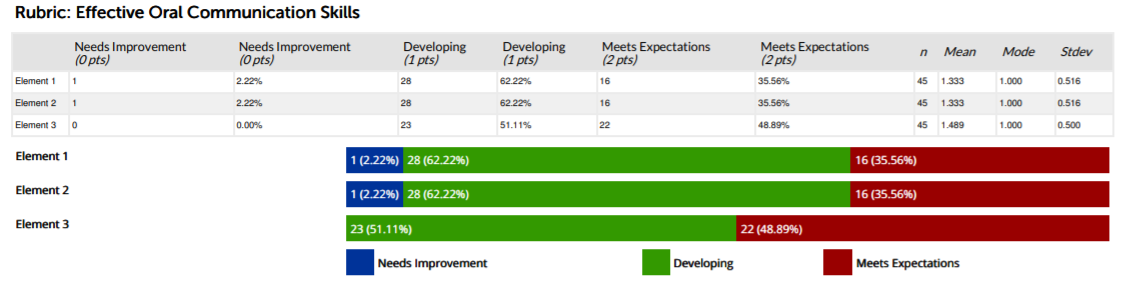 Rubric: Effective Oral Communication Skills
Needs Improvement (0 pts) Needs Improvement (0 pts) Developing (1 pts) Developing (1 pts) Meets Expectations (2 pts) Meets Expectations (2 pts) n Mean Mode Stdev
Element 1 1 2.22% 28 62.22% 16 35.56% 45 1.333 1.000 0.516
Element 2 1 2.22% 28 62.22% 16 35.56% 45 1.333 1.000 0.516
Element 3 0 0.00% 23 51.11% 22 48.89% 45 1.489 1.000 0.500
Element 1 1 (2.22%) 28 (62.22%) 16 (35.56%)
Element 2 1 (2.22%) 28 (62.22%) 16 (35.56%)
Element 3 23 (51.11%) 22 (48.89%)
Needs Improvement Developing Meets Expectations